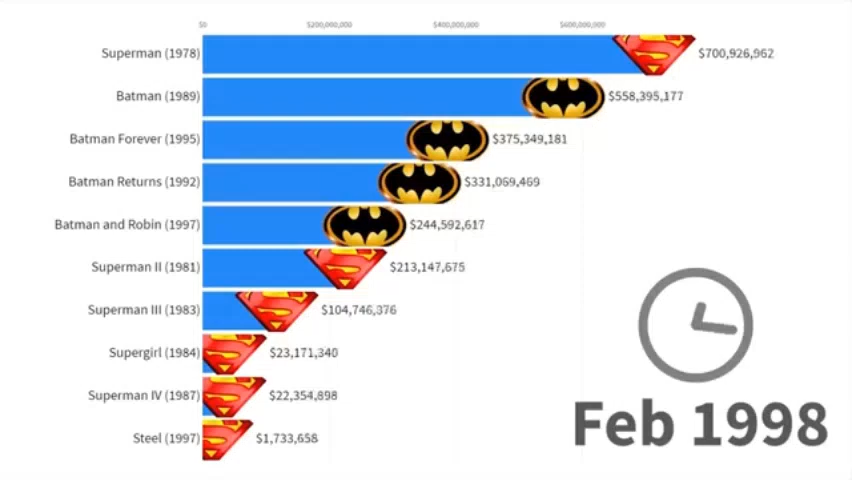 $0 $200,000,000 $400,000,000 $600,000,000
Superman (1978) $700,926,962
Batman (1989) $558,395,177
Batman Forever (1995) $375,349,181
Batman Returns (1992) $331,069,469
Batman and Robin (1997) $244,592,617
Superman II (1981) $213,147,675
Superman III (1983) $104,746,376
Supergirl (1984) $23,171,340
Superman IV (1987) $22,354,898
Steel (1997) $1,733,658
Feb 1998